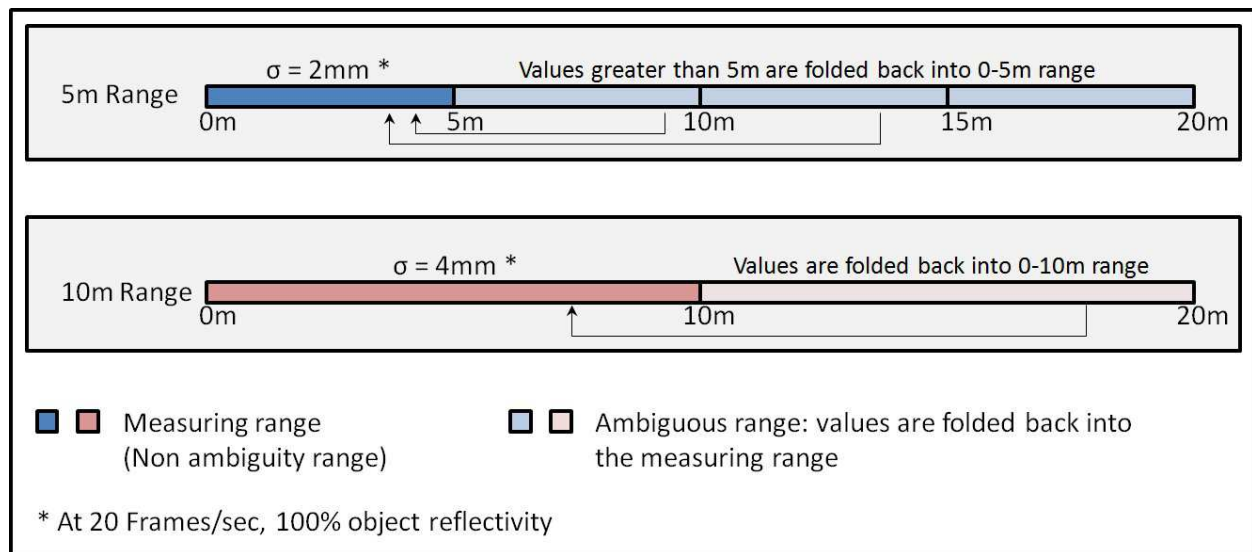 σ = 2mm *
Values greater than 5m are folded back into 0-5m range
5m Range
0m
5m
10m
15m
20m
σ = 4mm *
Values are folded back into 0-10m range
10m Range
0m
10m
20m
Measuring range
(Non ambiguity range)
Ambiguous range: values are folded back into
the measuring range
* At 20 Frames/sec, 100% object reflectivity